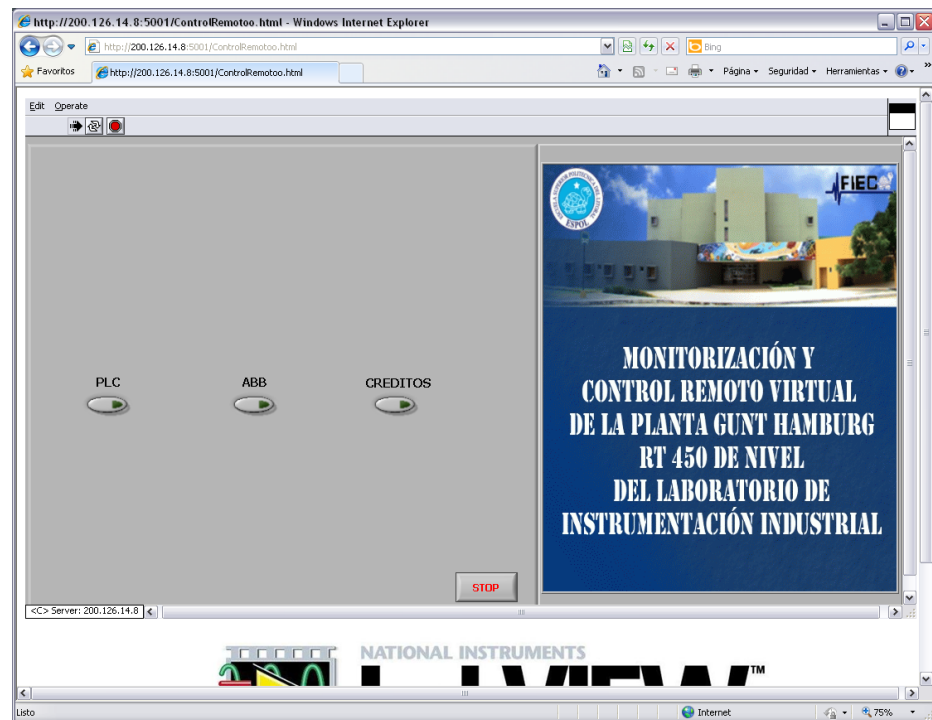 http://200.126.14.8:5001/ControlRemotoo.html - Windows Internet Explorer
http://200.126.14.8:5001/ControlRemotoo.html
Bing
Favoritos
http://200.126.14.8:5001/ControlRemotoo.html
Página
Seguridad
Herramientas
Edit Operate
ESPOL
FIEC
PLC
ABB
CREDITOS
MONITORIZACIÓN Y
CONTROL REMOTO VIRTUAL
DE LA PLANTA GUNT HAMBURG
RT 450 DE NIVEL
DEL LABORATORIO DE
INSTRUMENTACIÓN INDUSTRIAL
STOP
<C> Server: 200.126.14.8
NATIONAL INSTRUMENTS
LabVIEW™
Listo
Internet
75%